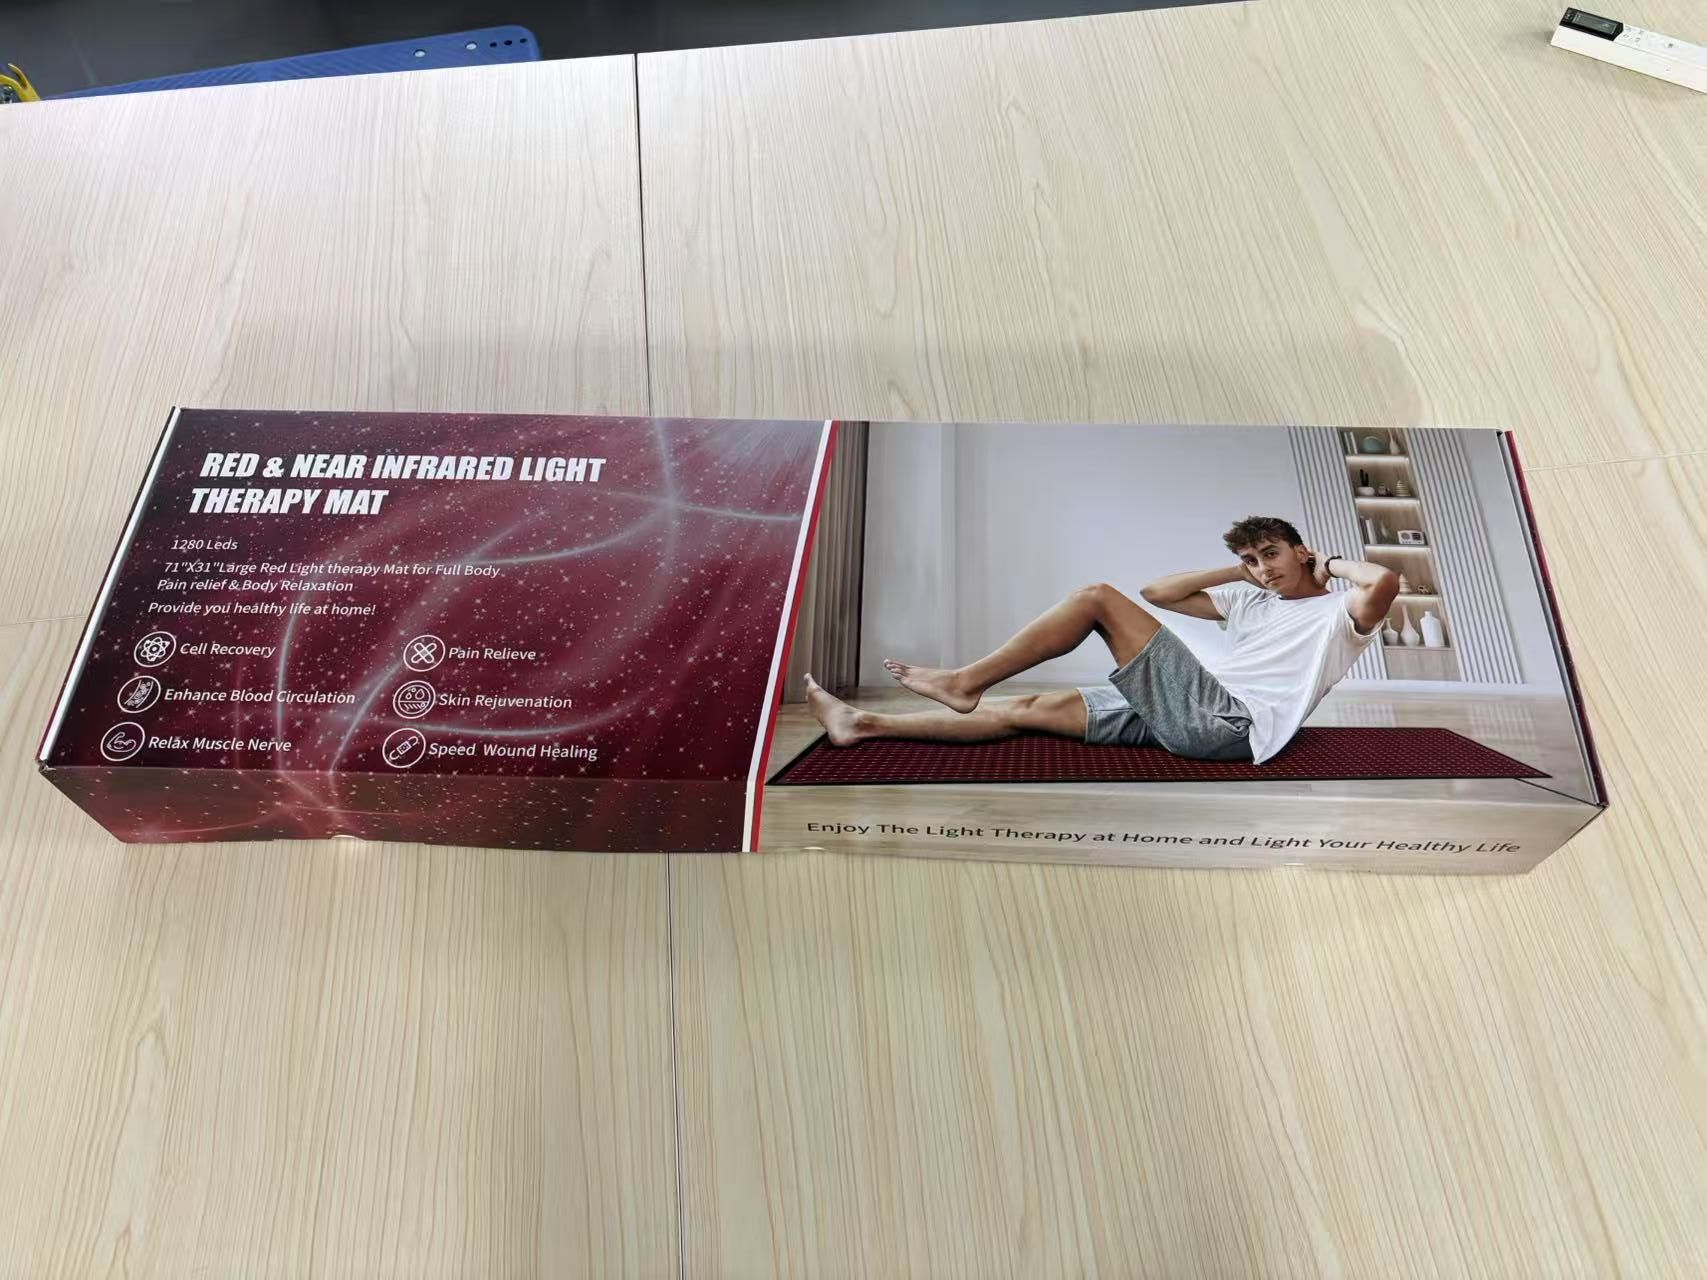 RED & NEAR INFRARED LIGHT
THERAPY MAT
1280 Leds
71"X31"Large Red Light therapy Mat for Full Body
Pain relief & Body Relaxation
Provide you healthy life at home!
Cell Recovery
Pain Relieve
Enhance Blood Circulation
Skin Rejuvenation
Relax Muscle Nerve
Speed Wound Healing
Enjoy The Light Therapy at Home and Light Your Healthy Life